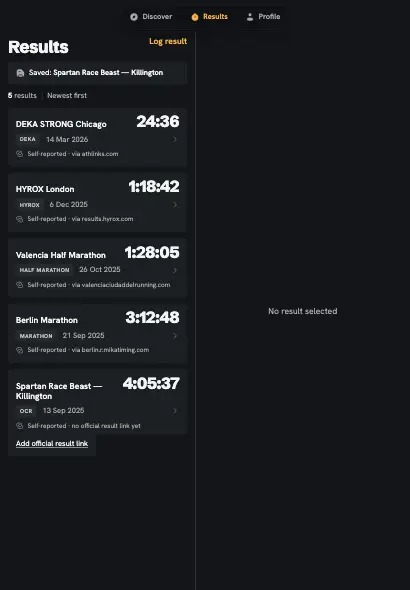 Discover
Results
Profile
Results
Log result
Saved: Spartan Race Beast — Killington
5 results
Newest first
DEKA STRONG Chicago
24:36
DEKA
14 Mar 2026
Self-reported · via athlinks.com
HYROX London
1:18:42
HYROX
6 Dec 2025
Self-reported · via results.hyrox.com
Valencia Half Marathon
1:28:05
HALF MARATHON
26 Oct 2025
Self-reported · via valenciaciudaddelrunning.com
Berlin Marathon
3:12:48
MARATHON
21 Sep 2025
Self-reported · via berlin.r.mikatiming.com
Spartan Race Beast —
Killington
4:05:37
OCR
13 Sep 2025
Self-reported · no official result link yet
Add official result link
No result selected